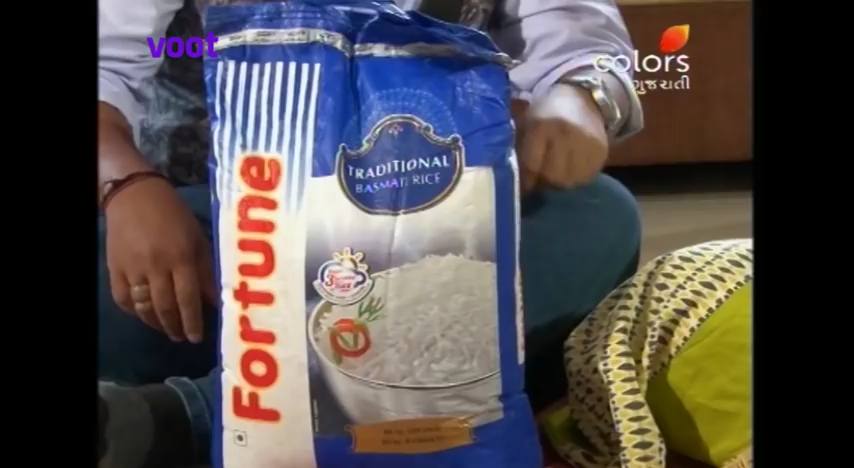 voot
colors
ગુજરાતી
TRADITIONAL
BASMATI RICE
Fortune